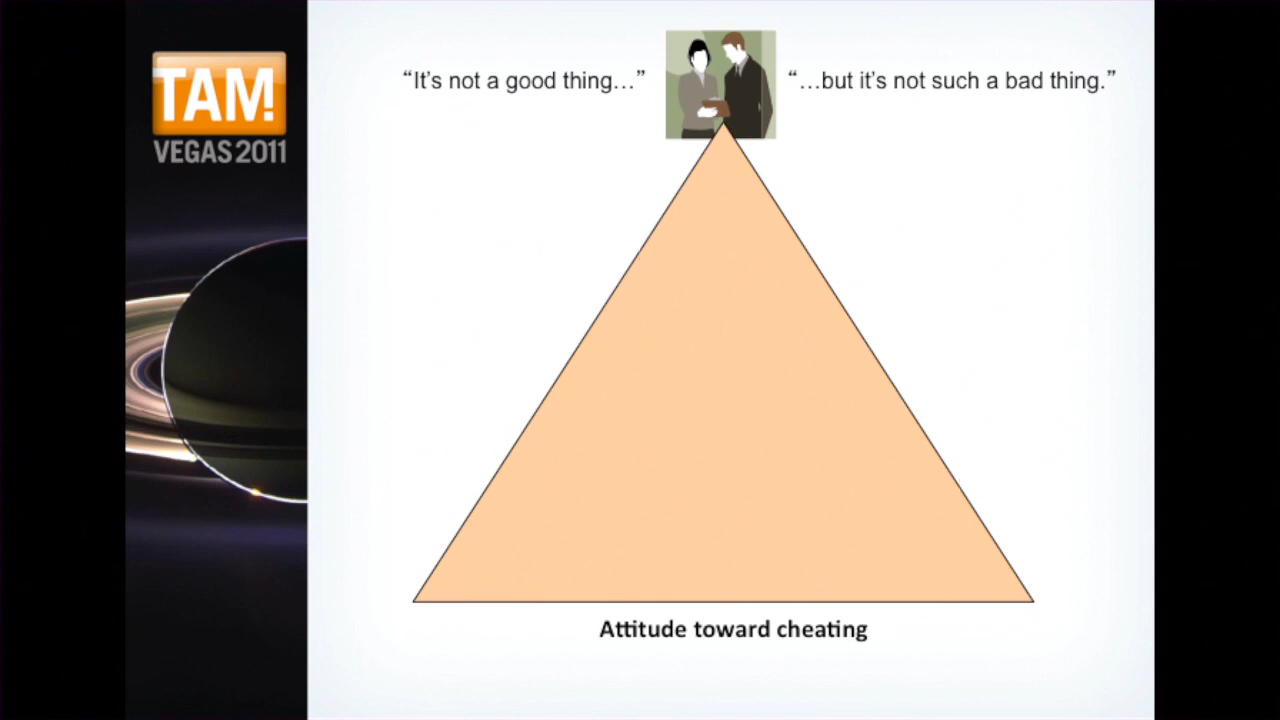 TAM!
VEGAS 2011
“It’s not a good thing…” “…but it’s not such a bad thing.”
Attitude toward cheating